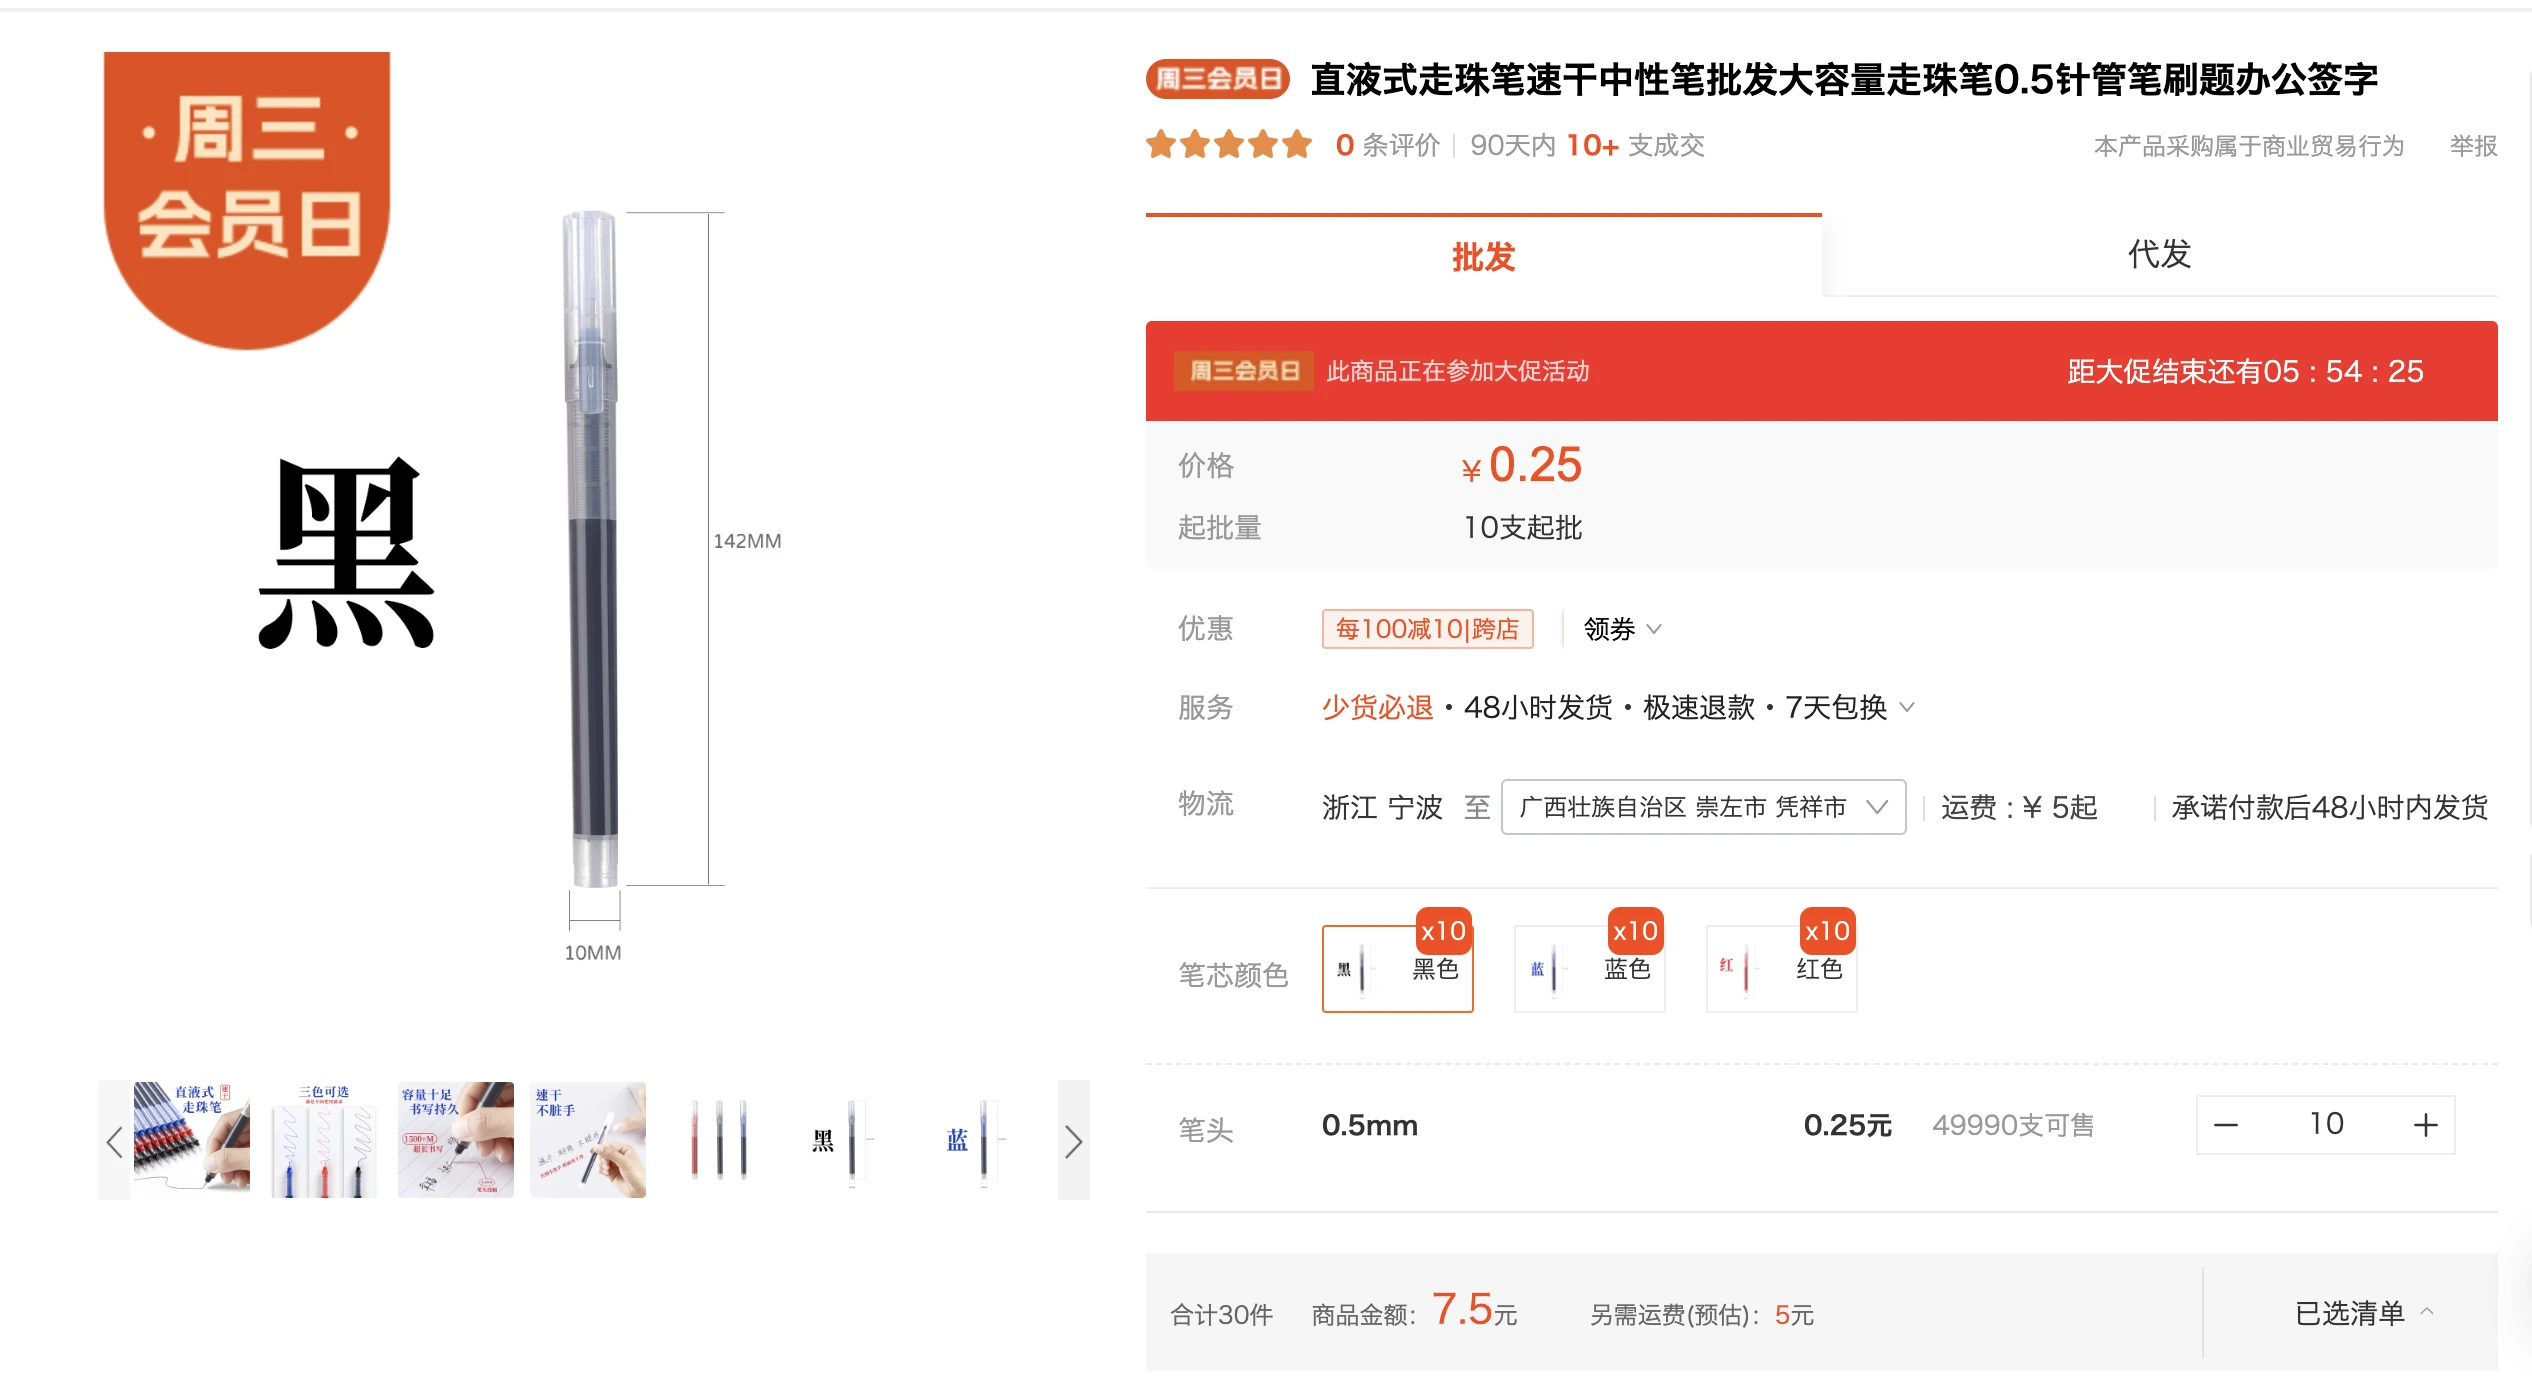 · 周三 ·
会员日
黑
142MM
10MM
直液式
走珠笔
三色可选
容量十足
书写持久
1500+M
超长书写
速干
不脏手
黑
蓝
周三会员日 直液式走珠笔速干中性笔批发大容量走珠笔0.5针管笔刷题办公签字
0 条评价 90天内 10+ 支成交 本产品采购属于商业贸易行为 举报
批发 代发
周三会员日 此商品正在参加大促活动 距大促结束还有05 : 54 : 25
价格 ¥0.25
起批量 10支起批
优惠 每100减10|跨店 领券
服务 少货必退 · 48小时发货 · 极速退款 · 7天包换
物流 浙江 宁波 至 广西壮族自治区 崇左市 凭祥市 运费 : ¥ 5起 承诺付款后48小时内发货
x10 x10 x10
笔芯颜色 黑 黑色 蓝 蓝色 红 红色
笔头 0.5mm 0.25元 49990支可售 − 10 +
合计30件 商品金额： 7.5元 另需运费(预估)： 5元 已选清单